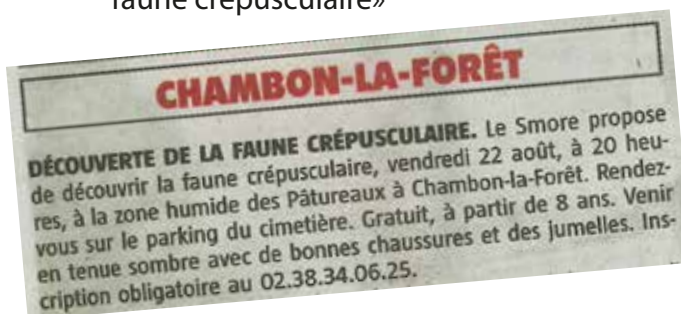 faune crépusculaire»
CHAMBON-LA-FORÊT
DÉCOUVERTE DE LA FAUNE CRÉPUSCULAIRE. Le Smore propose
de découvrir la faune crépusculaire, vendredi 22 août, à 20 heu-
res, à la zone humide des Pâtureaux à Chambon-la-Forêt. Rendez-
vous sur le parking du cimetière. Gratuit, à partir de 8 ans. Venir
en tenue sombre avec de bonnes chaussures et des jumelles. Ins-
cription obligatoire au 02.38.34.06.25.